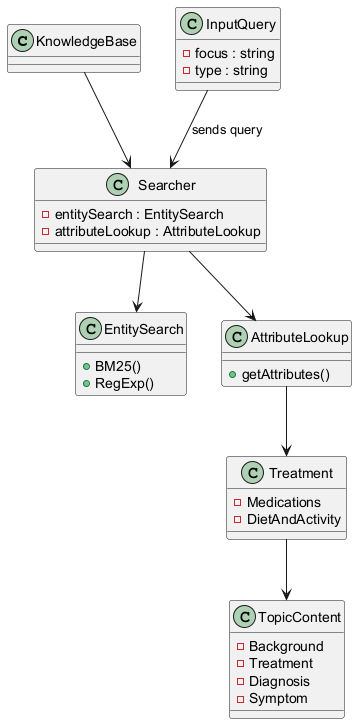 C KnowledgeBase
C InputQuery
focus : string
type : string
sends query
C Searcher
entitySearch : EntitySearch
attributeLookup : AttributeLookup
C EntitySearch
BM25()
RegExp()
C AttributeLookup
getAttributes()
C Treatment
Medications
DietAndActivity
C TopicContent
Background
Treatment
Diagnosis
Symptom